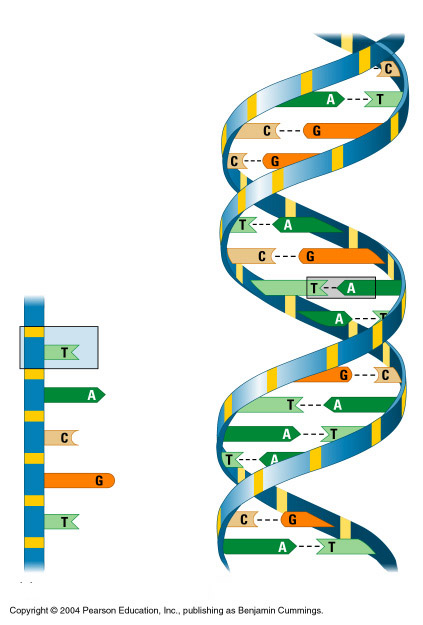 C
A T
C G
C G
T A
C G
T A
A T
G C
T A
A T
T A
C G
A T
T
A
C
G
T
Copyright © 2004 Pearson Education, Inc., publishing as Benjamin Cummings.